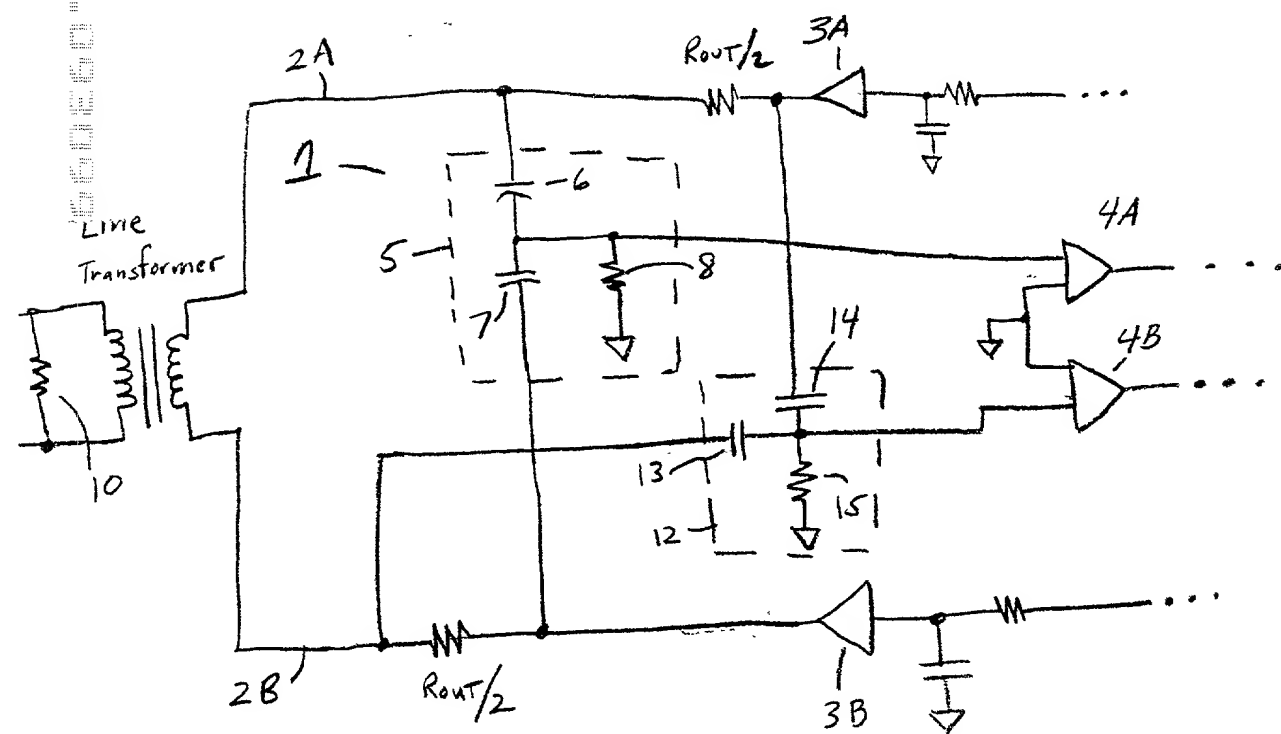 3A
Rout/2
2A
...
1
6
4A
Line
Transformer
5
8
...
7
14
4B
...
13
10
15
12
...
2B
Rout/2
3B